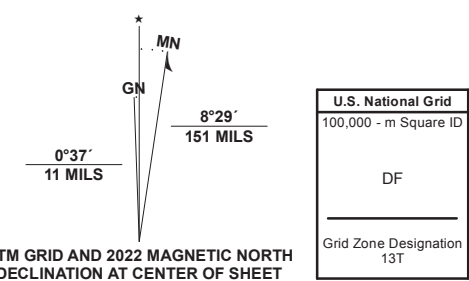 ★
MN
GN
8°29´
151 MILS
0°37´
11 MILS
TM GRID AND 2022 MAGNETIC NORTH
DECLINATION AT CENTER OF SHEET
U.S. National Grid
100,000 - m Square ID
DF
Grid Zone Designation
13T